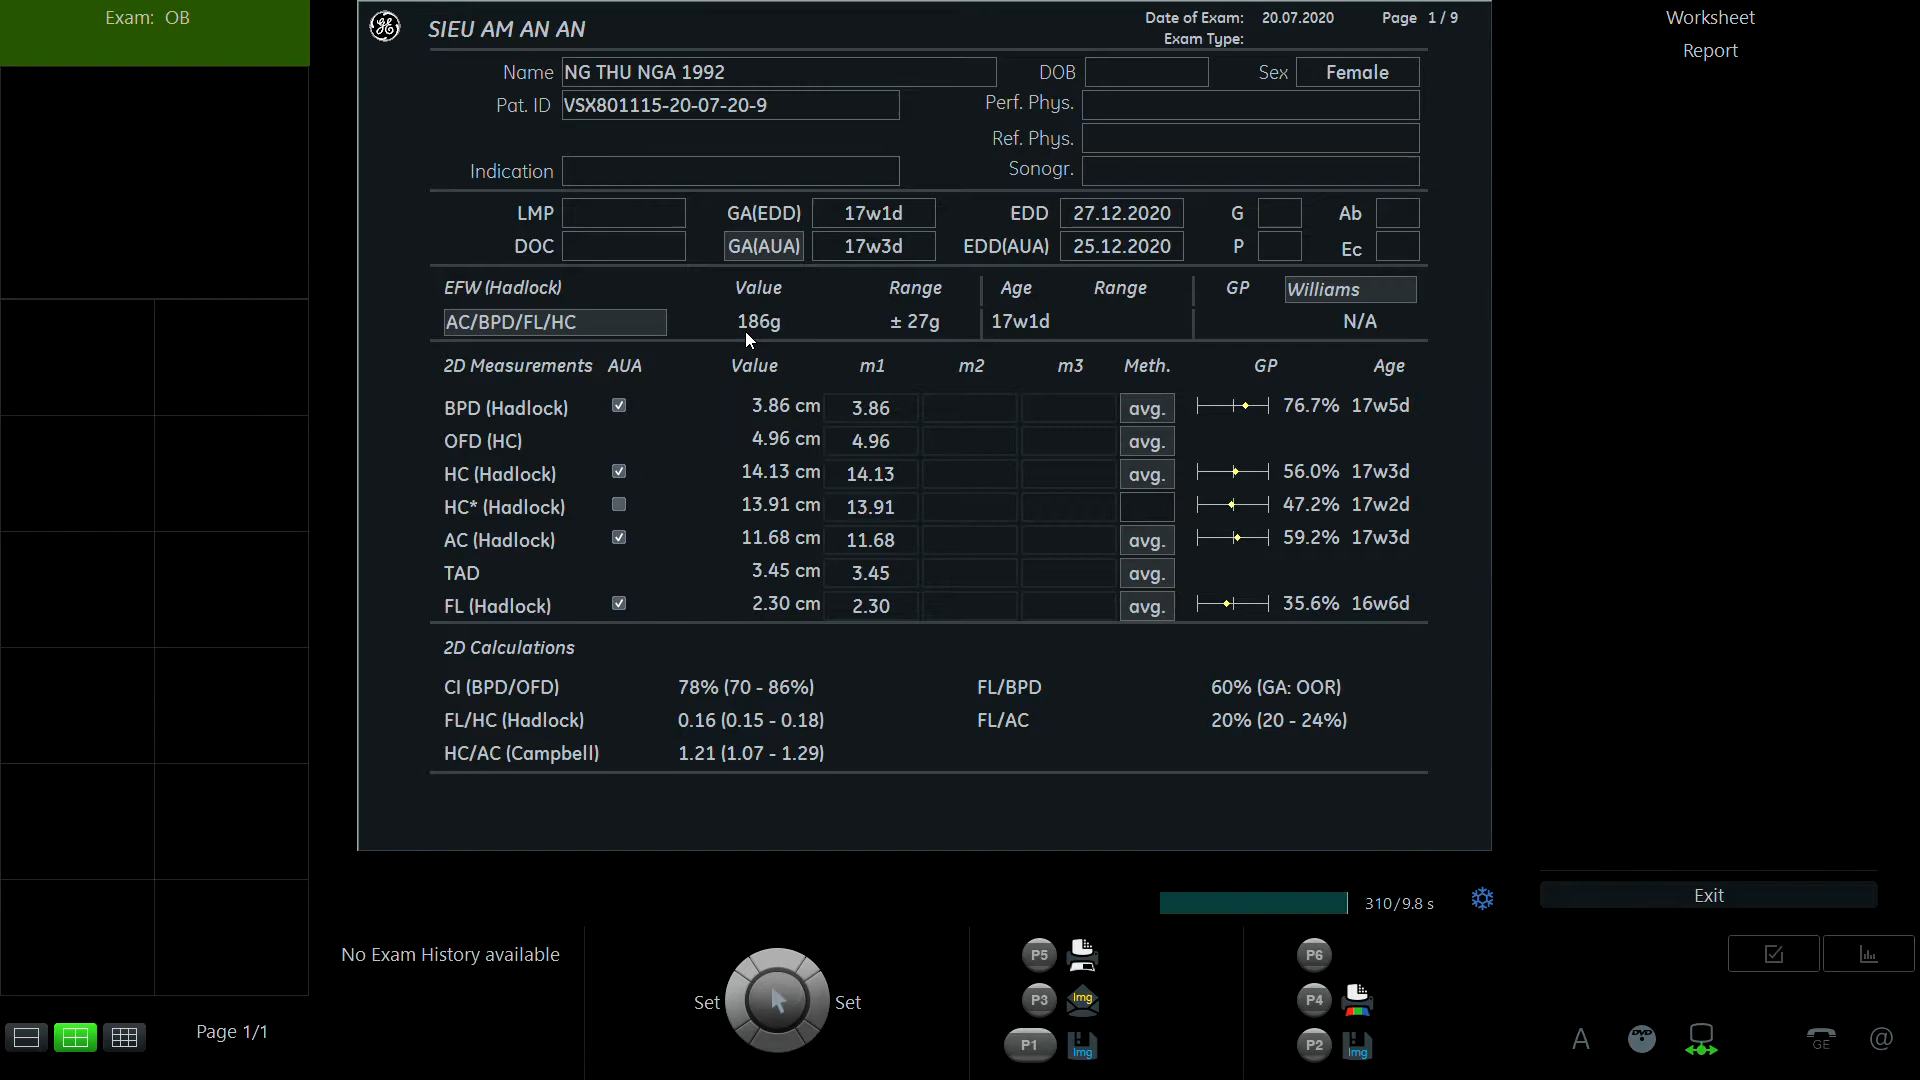 Exam: OB
SIEU AM AN AN
Date of Exam: 20.07.2020 Page 1 / 9
Exam Type:
Worksheet
Report
Name NG THU NGA 1992 DOB Sex Female
Pat. ID VSX801115-20-07-20-9 Perf. Phys.
Ref. Phys.
Indication Sonogr.
LMP GA(EDD) 17w1d EDD 27.12.2020 G Ab
DOC GA(AUA) 17w3d EDD(AUA) 25.12.2020 P Ec
EFW (Hadlock) Value Range Age Range GP Williams
AC/BPD/FL/HC 186g ± 27g 17w1d N/A
2D Measurements AUA Value m1 m2 m3 Meth. GP Age
BPD (Hadlock) 3.86 cm 3.86 avg. 76.7% 17w5d
OFD (HC) 4.96 cm 4.96 avg.
HC (Hadlock) 14.13 cm 14.13 avg. 56.0% 17w3d
HC* (Hadlock) 13.91 cm 13.91 47.2% 17w2d
AC (Hadlock) 11.68 cm 11.68 avg. 59.2% 17w3d
TAD 3.45 cm 3.45 avg.
FL (Hadlock) 2.30 cm 2.30 avg. 35.6% 16w6d
2D Calculations
CI (BPD/OFD) 78% (70 - 86%) FL/BPD 60% (GA: OOR)
FL/HC (Hadlock) 0.16 (0.15 - 0.18) FL/AC 20% (20 - 24%)
HC/AC (Campbell) 1.21 (1.07 - 1.29)
310/9.8 s
Exit
No Exam History available
Set Set
P5 P6
P3 Img P4
P1 Img P2 Img
Page 1/1
A DVD GE @